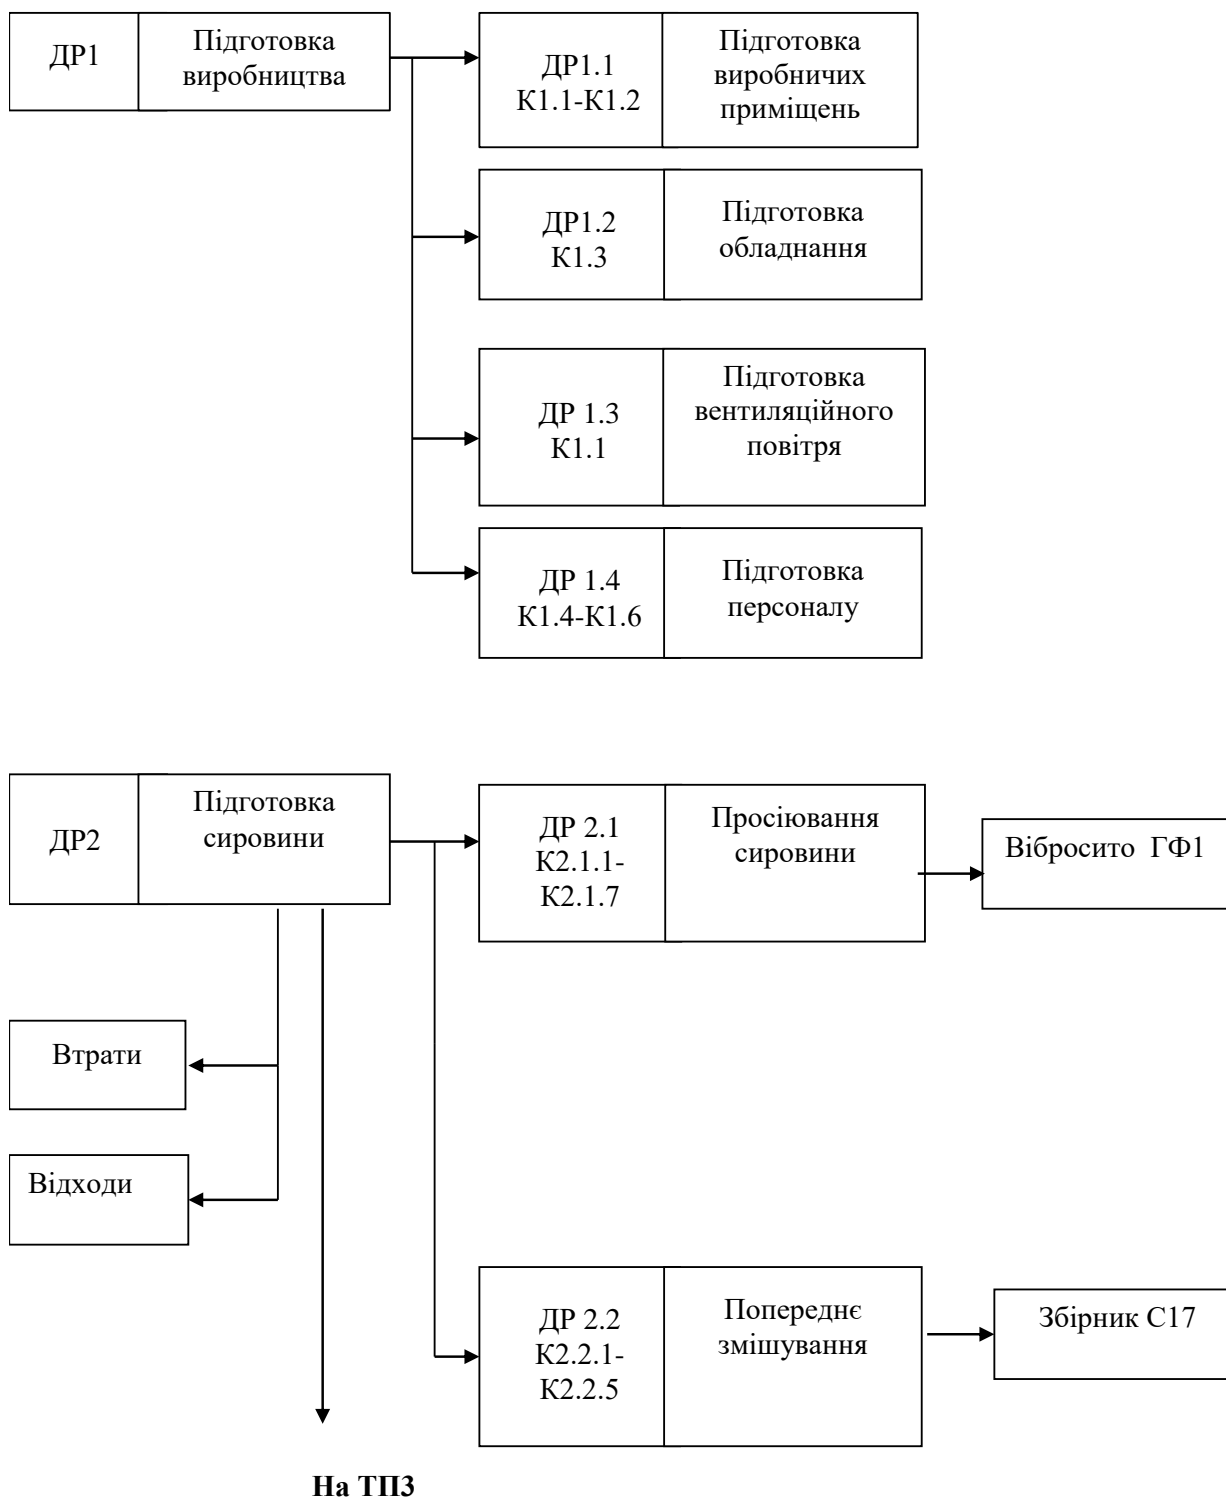 ДР1
Підготовка
виробництва
ДР1.1
К1.1-К1.2
Підготовка
виробничих
приміщень
ДР1.2
К1.3
Підготовка
обладнання
ДР 1.3
К1.1
Підготовка
вентиляційного
повітря
ДР 1.4
К1.4-К1.6
Підготовка
персоналу
ДР2
Підготовка
сировини
ДР 2.1
К2.1.1-
К2.1.7
Просіювання
сировини
Вібросито ГФ1
Втрати
Відходи
ДР 2.2
К2.2.1-
К2.2.5
Попереднє
змішування
Збірник С17
На ТП3